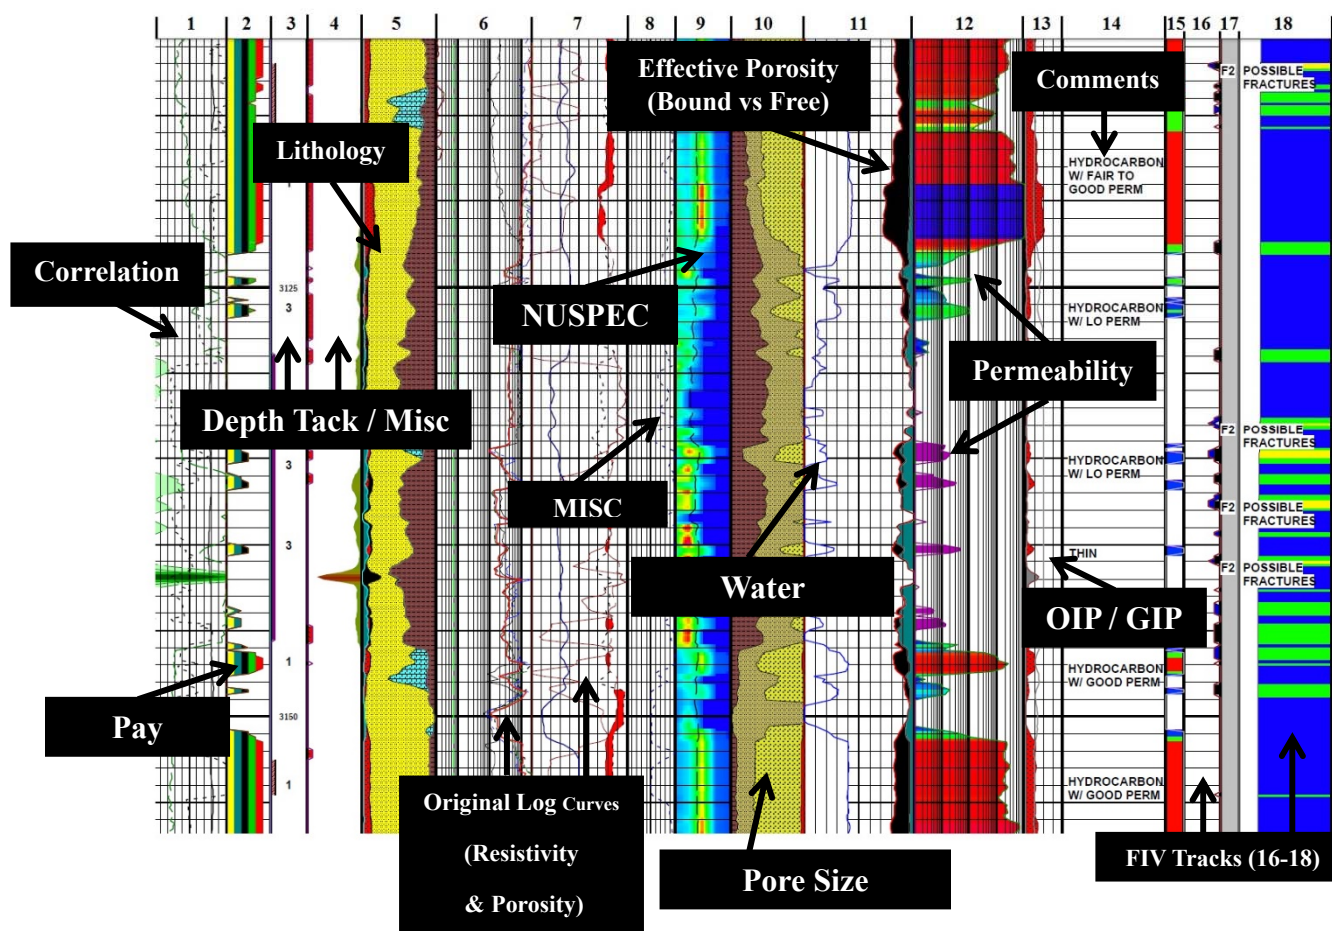 1 2 3 4 5 6 7 8 9 10 11 12 13 14 15 16 17 18
Effective Porosity
(Bound vs Free)
Comments
F2 POSSIBLE
FRACTURES
Lithology
HYDROCARBON
W/ FAIR TO
GOOD PERM
Correlation
3125
3
NUSPEC
HYDROCARBON
W/ LO PERM
Permeability
Depth Tack / Misc
F2 POSSIBLE
FRACTURES
3
HYDROCARBON
W/ LO PERM
MISC
F2 POSSIBLE
FRACTURES
3
THIN
Water
F2 POSSIBLE
FRACTURES
OIP / GIP
1
HYDROCARBON
W/ GOOD PERM
Pay
3150
1
HYDROCARBON
W/ GOOD PERM
Original Log Curves
(Resistivity
& Porosity)
Pore Size
FIV Tracks (16-18)